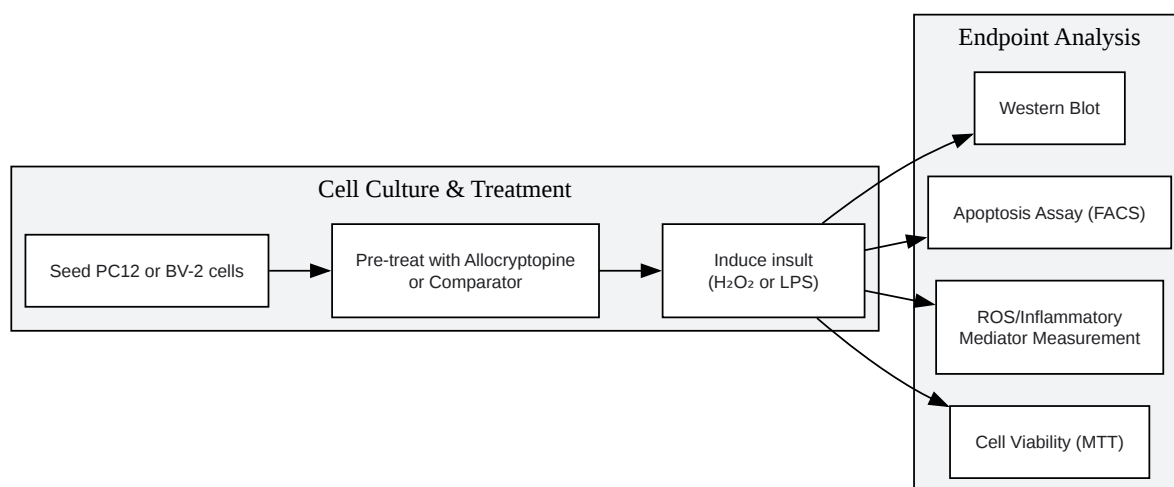 Cell Culture & Treatment
Seed PC12 or BV-2 cells
Pre-treat with Allocryptopine
or Comparator
Induce insult
(H₂O₂ or LPS)
Endpoint Analysis
Western Blot
Apoptosis Assay (FACS)
ROS/Inflammatory
Mediator Measurement
Cell Viability (MTT)